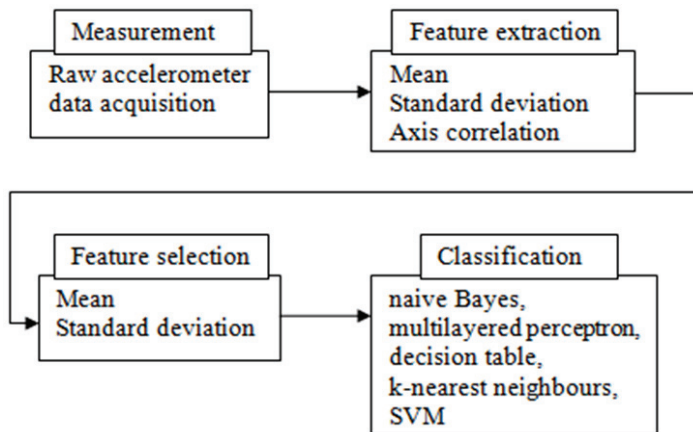 Measurement
Raw accelerometer
data acquisition
Feature extraction
Mean
Standard deviation
Axis correlation
Feature selection
Mean
Standard deviation
Classification
naive Bayes,
multilayered perceptron,
decision table,
k-nearest neighbours,
SVM